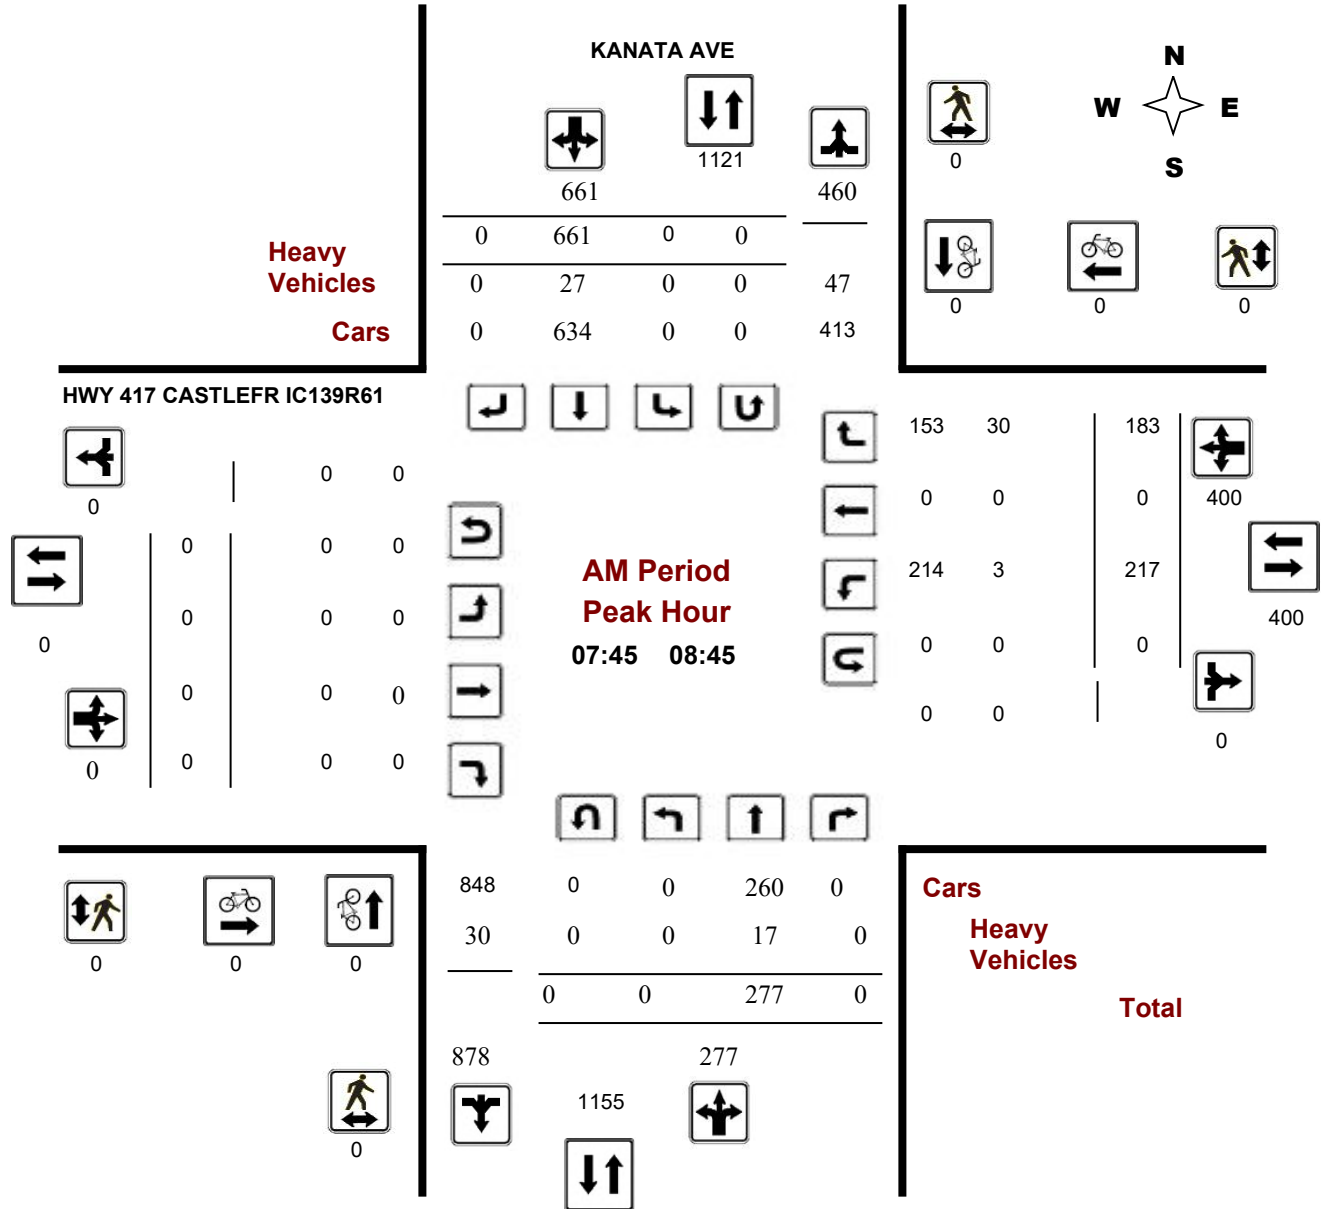 KANATA AVE
N
W E
S
1121
0
661 460
0 661 0 0
Heavy
Vehicles
0 27 0 0 47
Cars
0 634 0 0 413
0 0 0
HWY 417 CASTLEFR IC139R61
153 30 183
0 0
0
0 0 0 400
0 0 0
AM Period
214 3 217
Peak Hour
0 0 0
400
0
07:45 08:45
0 0 0
0 0 0
0 0
0
0 0 0 0
848 0 0 260 0
Cars
30 0 0 17 0
Heavy
Vehicles
0 0 0
0 0 277 0
Total
878 277
1155
0